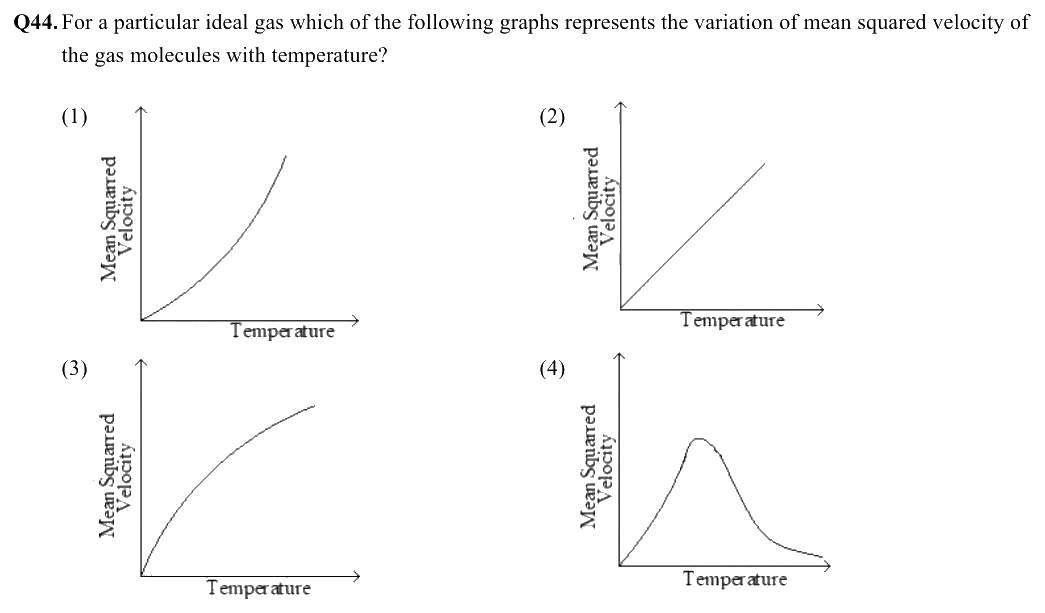 Q44. For a particular ideal gas which of the following graphs represents the variation of mean squared velocity of
the gas molecules with temperature?
(1)
Mean Squarred
Velocity
Temperature
(2)
Mean Squarred
Velocity
Temperature
(3)
Mean Squarred
Velocity
Temperature
(4)
Mean Squarred
Velocity
Temperature